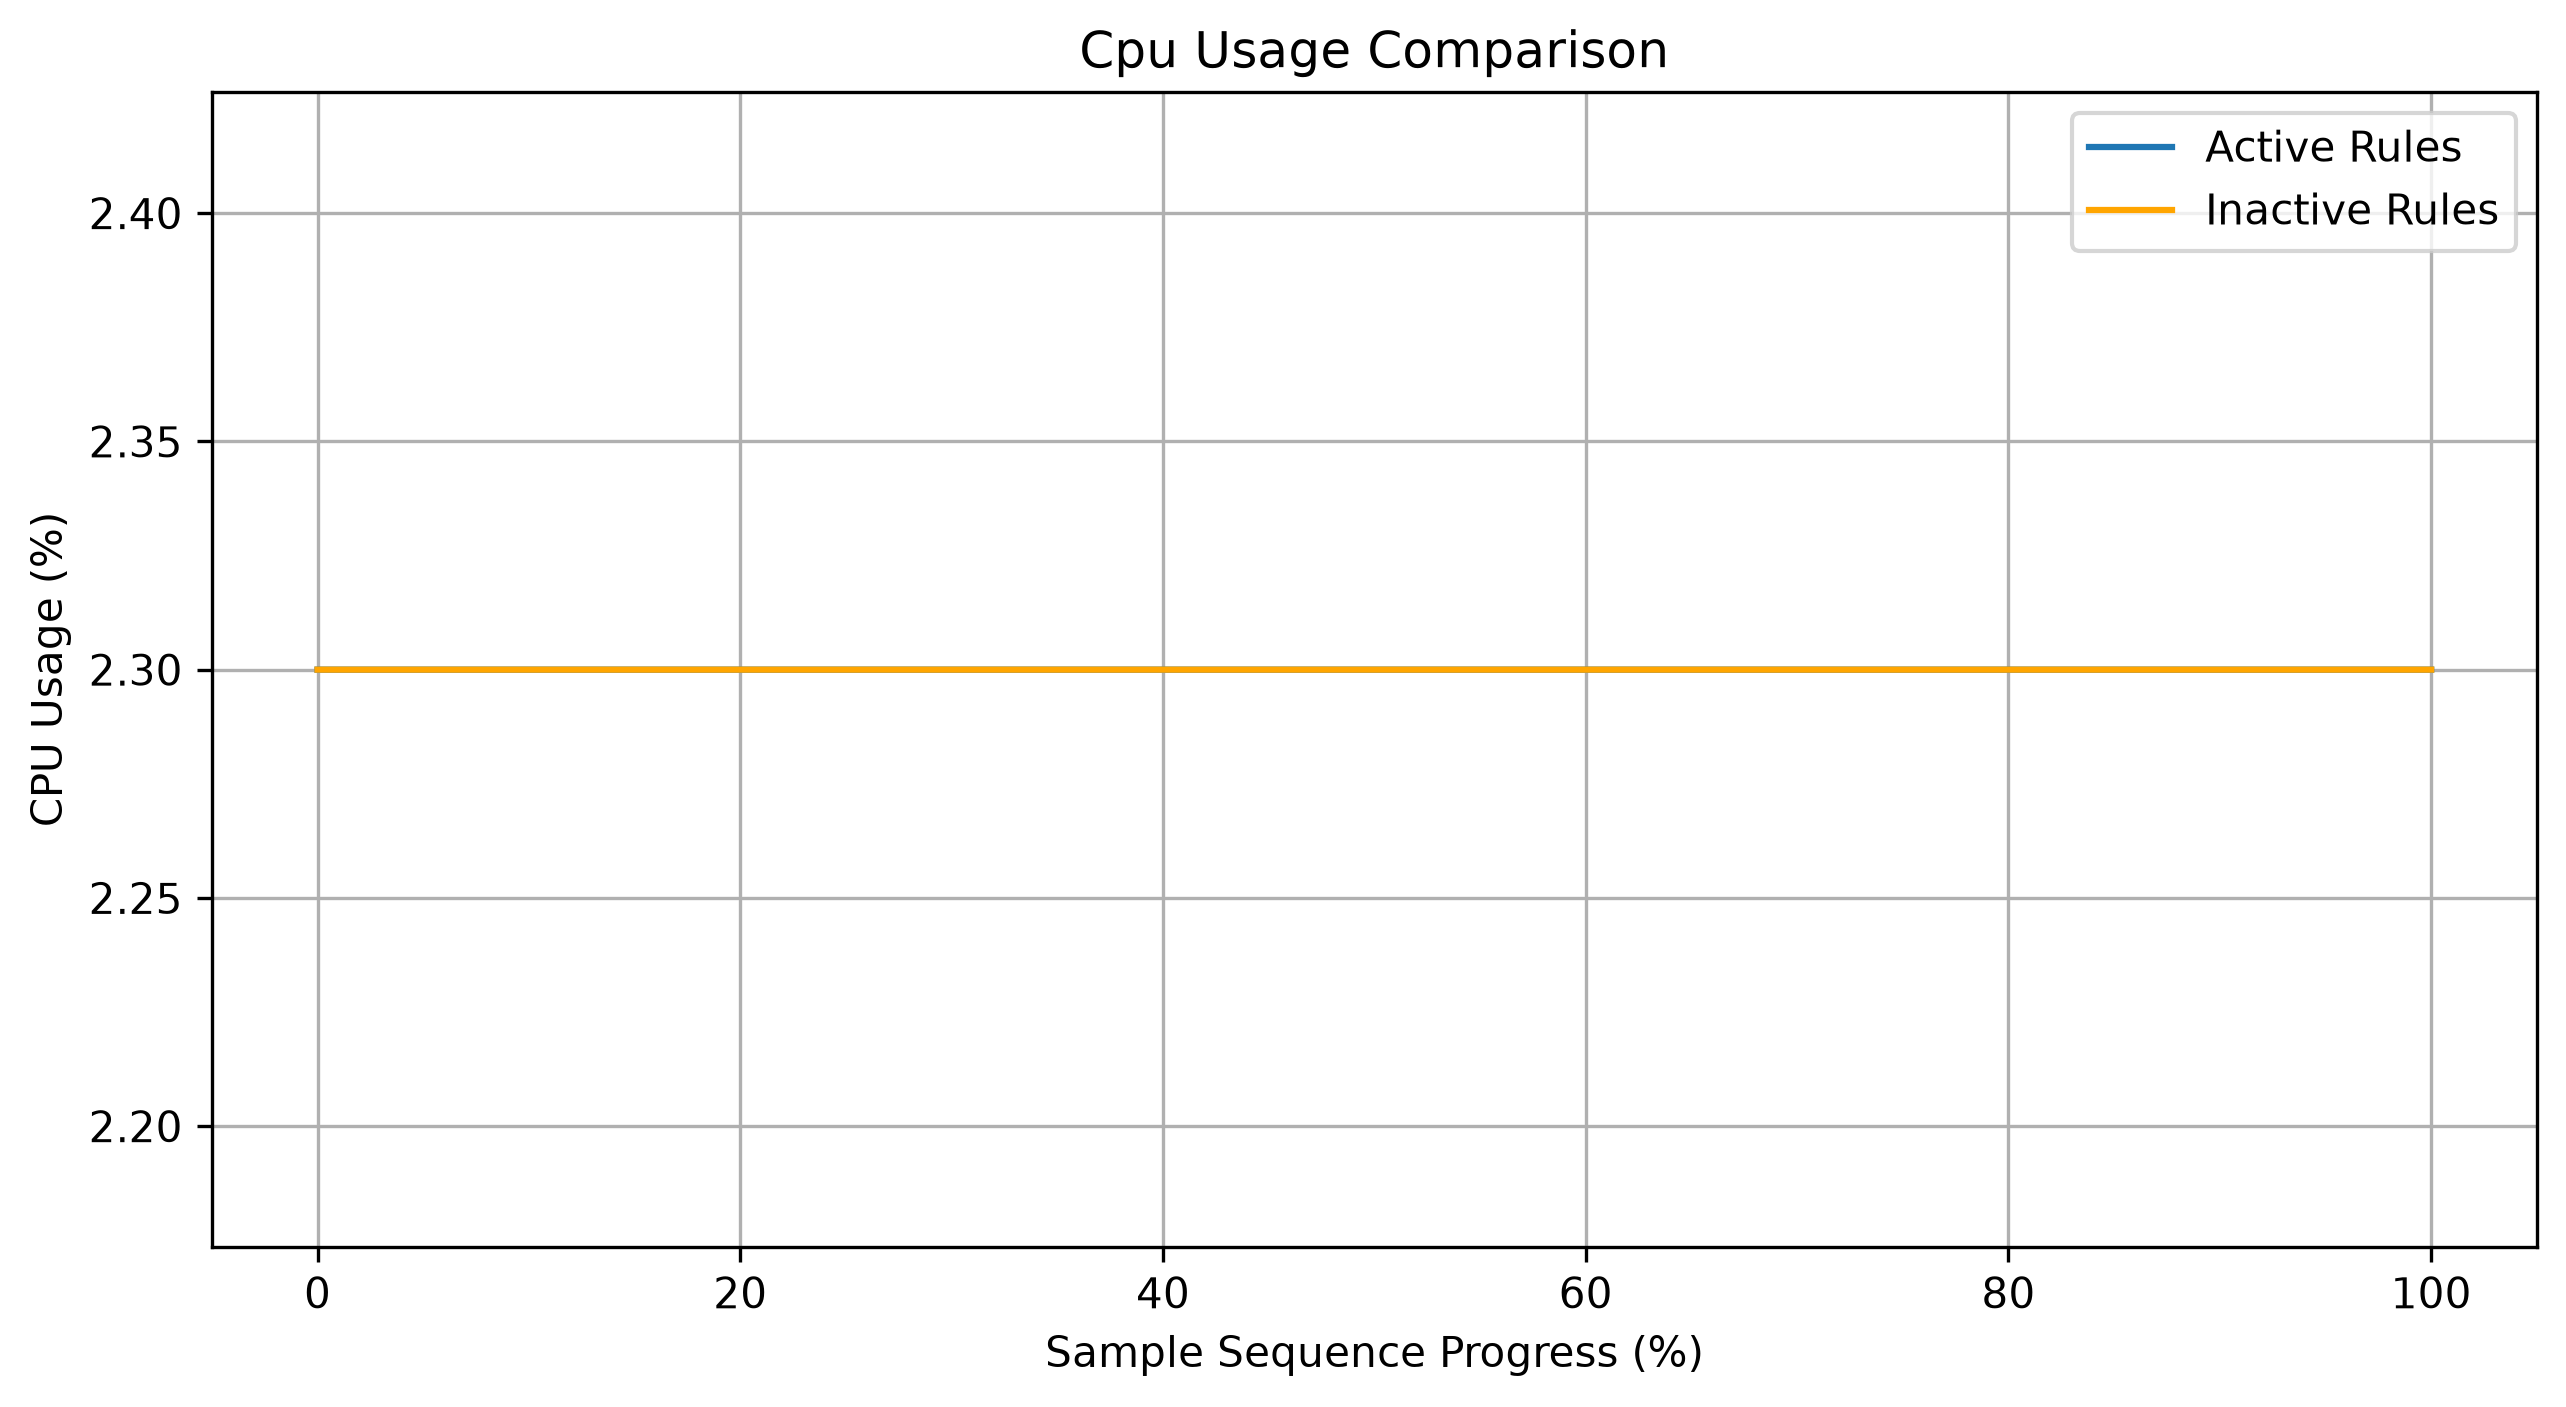 Cpu Usage Comparison
Active Rules
Inactive Rules
2.40
2.35
2.30
2.25
2.20
CPU Usage (%)
0 20 40 60 80 100
Sample Sequence Progress (%)